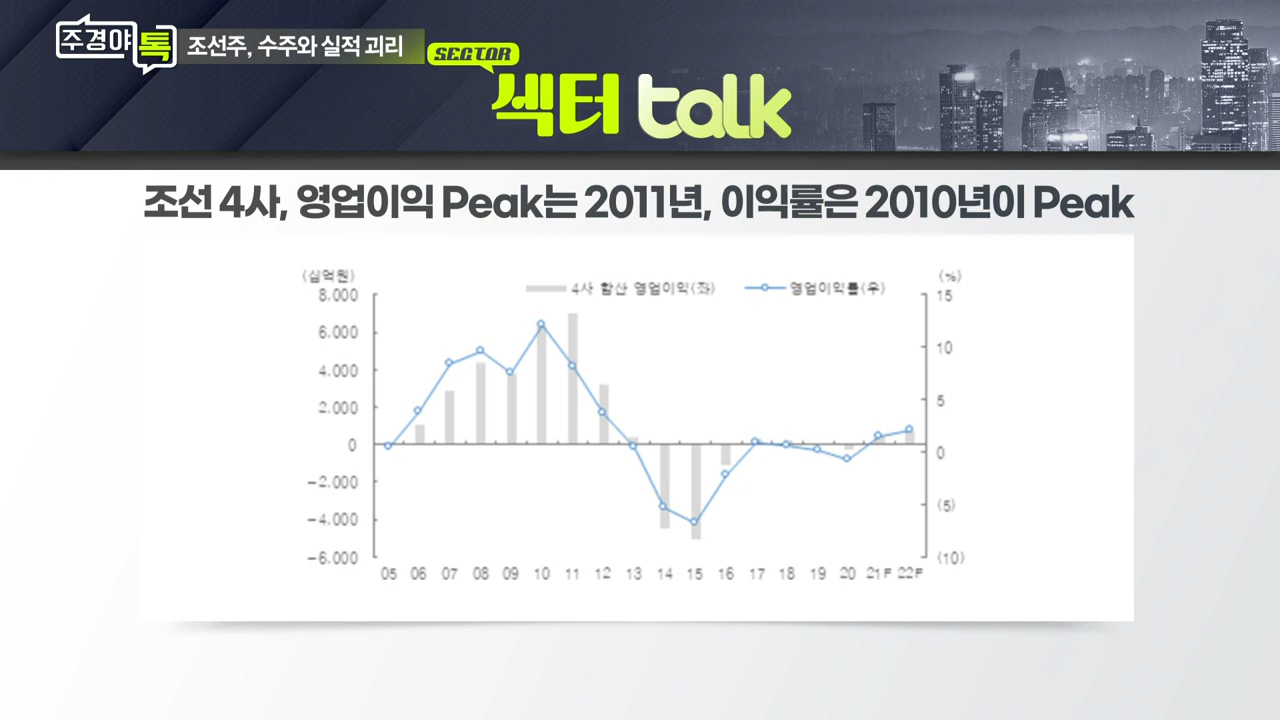 주경야톡
조선주, 수주와 실적 괴리
SECTOR
섹터 talk
조선 4사, 영업이익 Peak는 2011년, 이익률은 2010년이 Peak
(십억원)
(%)
4사 합산 영업이익(좌)
영업이익률(우)
8,000
6,000
4,000
2,000
0
-2,000
-4,000
-6,000
15
10
5
0
(5)
(10)
05 06 07 08 09 10 11 12 13 14 15 16 17 18 19 20 21F 22F